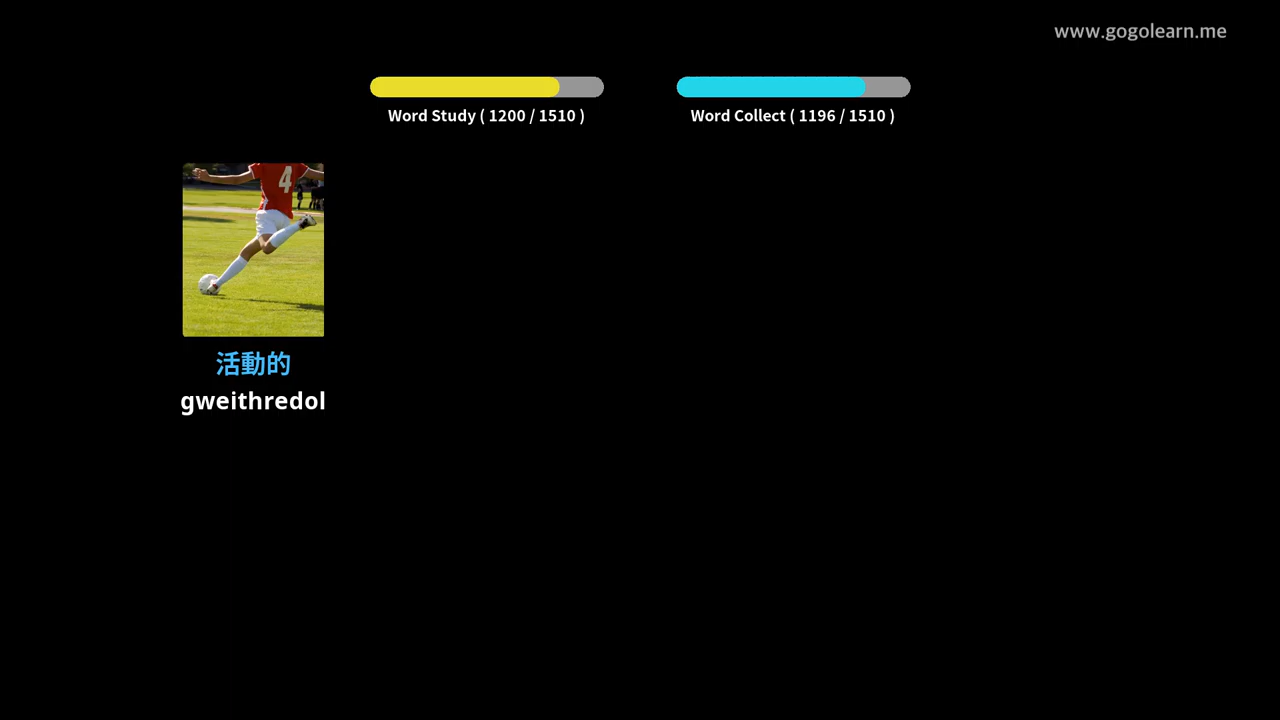 www.gogolearn.me
Word Study ( 1200 / 1510 )
Word Collect ( 1196 / 1510 )
4
活動的
gweithredol